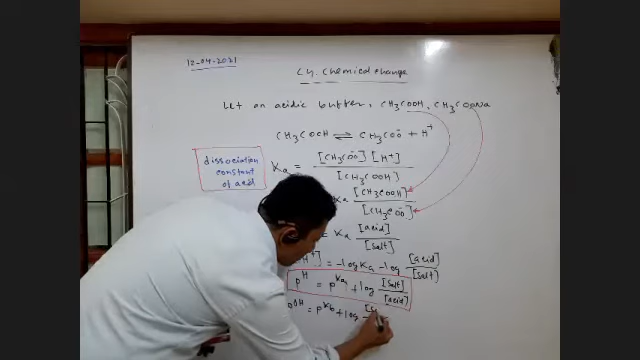 12-04-2021
Ch. Chemical change
Let an acidic buffer, CH3COOH, CH3COONa
CH3COOH ⇌ CH3COO⁻ + H⁺
dissociation constant of acid
Ka = [CH3COO⁻] [H⁺] / [CH3COOH]
Ka [CH3COOH] / [CH3COO⁻]
= Ka [acid] / [salt]
H⁺] = -log Ka - log [acid] / [salt]
pH = pKa + log [salt] / [acid]
pOH = pKb + log